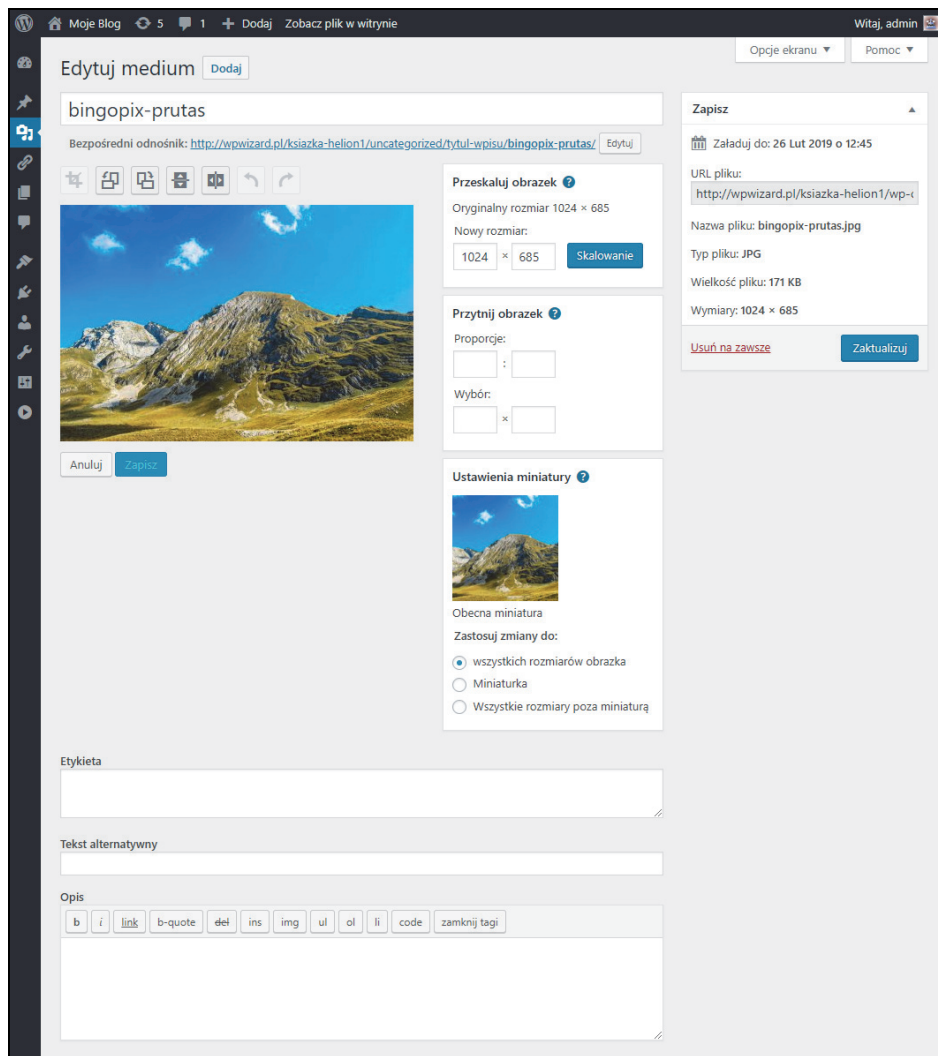 Moje Blog 5 1 + Dodaj Zobacz plik w witrynie Witaj, admin
Opcje ekranu ▼ Pomoc ▼
Edytuj medium Dodaj
bingopix-prutas
Bezpośredni odnośnik: http://wpwizard.pl/ksiazka-helion1/uncategorized/tytul-wpisu/bingopix-prutas/ Edytuj
Przeskaluj obrazek ?
Oryginalny rozmiar 1024 × 685
Nowy rozmiar:
1024 × 685 Skalowanie
Przytnij obrazek ?
Proporcje:
:
Wybór:
×
Anuluj Zapisz
Ustawienia miniatury ?
Obecna miniatura
Zastosuj zmiany do:
wszystkich rozmiarów obrazka
Miniaturka
Wszystkie rozmiary poza miniaturą
Zapisz ▲
Załaduj do: 26 Lut 2019 o 12:45
URL pliku:
http://wpwizard.pl/ksiazka-helion1/wp-c
Nazwa pliku: bingopix-prutas.jpg
Typ pliku: JPG
Wielkość pliku: 171 KB
Wymiary: 1024 × 685
Usuń na zawsze Zaktualizuj
Etykieta
Tekst alternatywny
Opis
b i link b-quote del ins img ul ol li code zamknij tagi